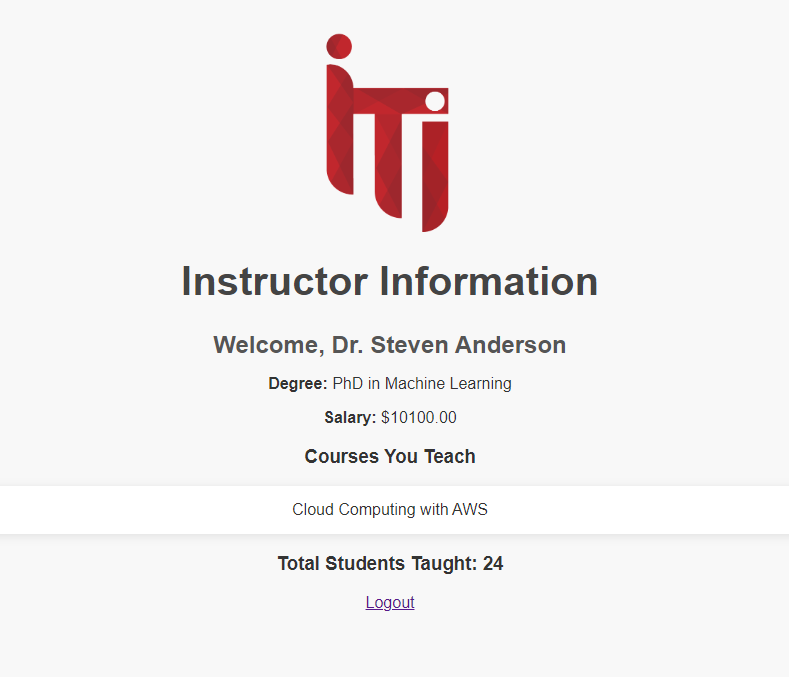 iTi
Instructor Information
Welcome, Dr. Steven Anderson
Degree: PhD in Machine Learning
Salary: $10100.00
Courses You Teach
Cloud Computing with AWS
Total Students Taught: 24
Logout